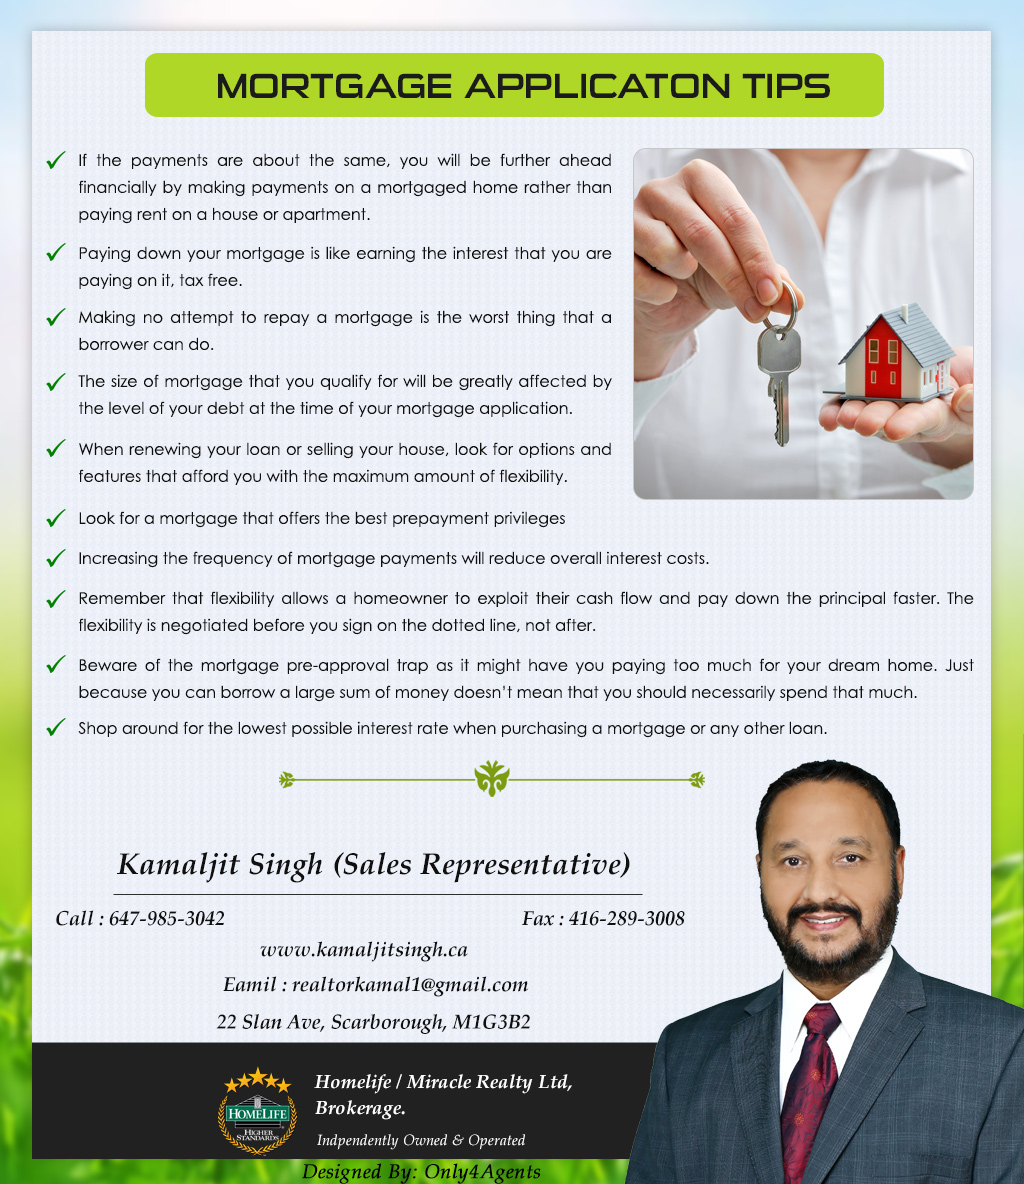 MORTGAGE APPLICATON TIPS
If the payments are about the same, you will be further ahead
financially by making payments on a mortgaged home rather than
paying rent on a house or apartment.
Paying down your mortgage is like earning the interest that you are
paying on it, tax free.
Making no attempt to repay a mortgage is the worst thing that a
borrower can do.
The size of mortgage that you qualify for will be greatly affected by
the level of your debt at the time of your mortgage application.
When renewing your loan or selling your house, look for options and
features that afford you with the maximum amount of flexibility.
Look for a mortgage that offers the best prepayment privileges
Increasing the frequency of mortgage payments will reduce overall interest costs.
Remember that flexibility allows a homeowner to exploit their cash flow and pay down the principal faster. The
flexibility is negotiated before you sign on the dotted line, not after.
Beware of the mortgage pre-approval trap as it might have you paying too much for your dream home. Just
because you can borrow a large sum of money doesn't mean that you should necessarily spend that much.
Shop around for the lowest possible interest rate when purchasing a mortgage or any other loan.
Kamaljit Singh (Sales Representative)
Call : 647-985-3042 Fax : 416-289-3008
www.kamaljitsingh.ca
Eamil : realtorkamal1@gmail.com
22 Slan Ave, Scarborough, M1G3B2
HOMELIFE
HIGHER
STANDARDS
Homelife / Miracle Realty Ltd,
Brokerage.
Indpendently Owned & Operated
Designed By: Only4Agents